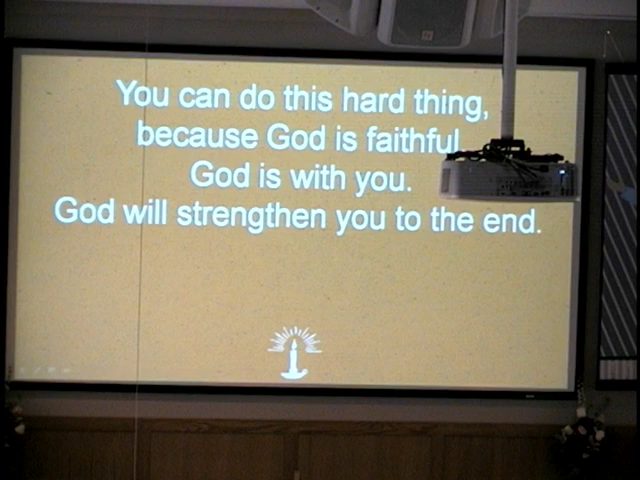 You can do this hard thing,
because God is faithful
God is with you.
God will strengthen you to the end.